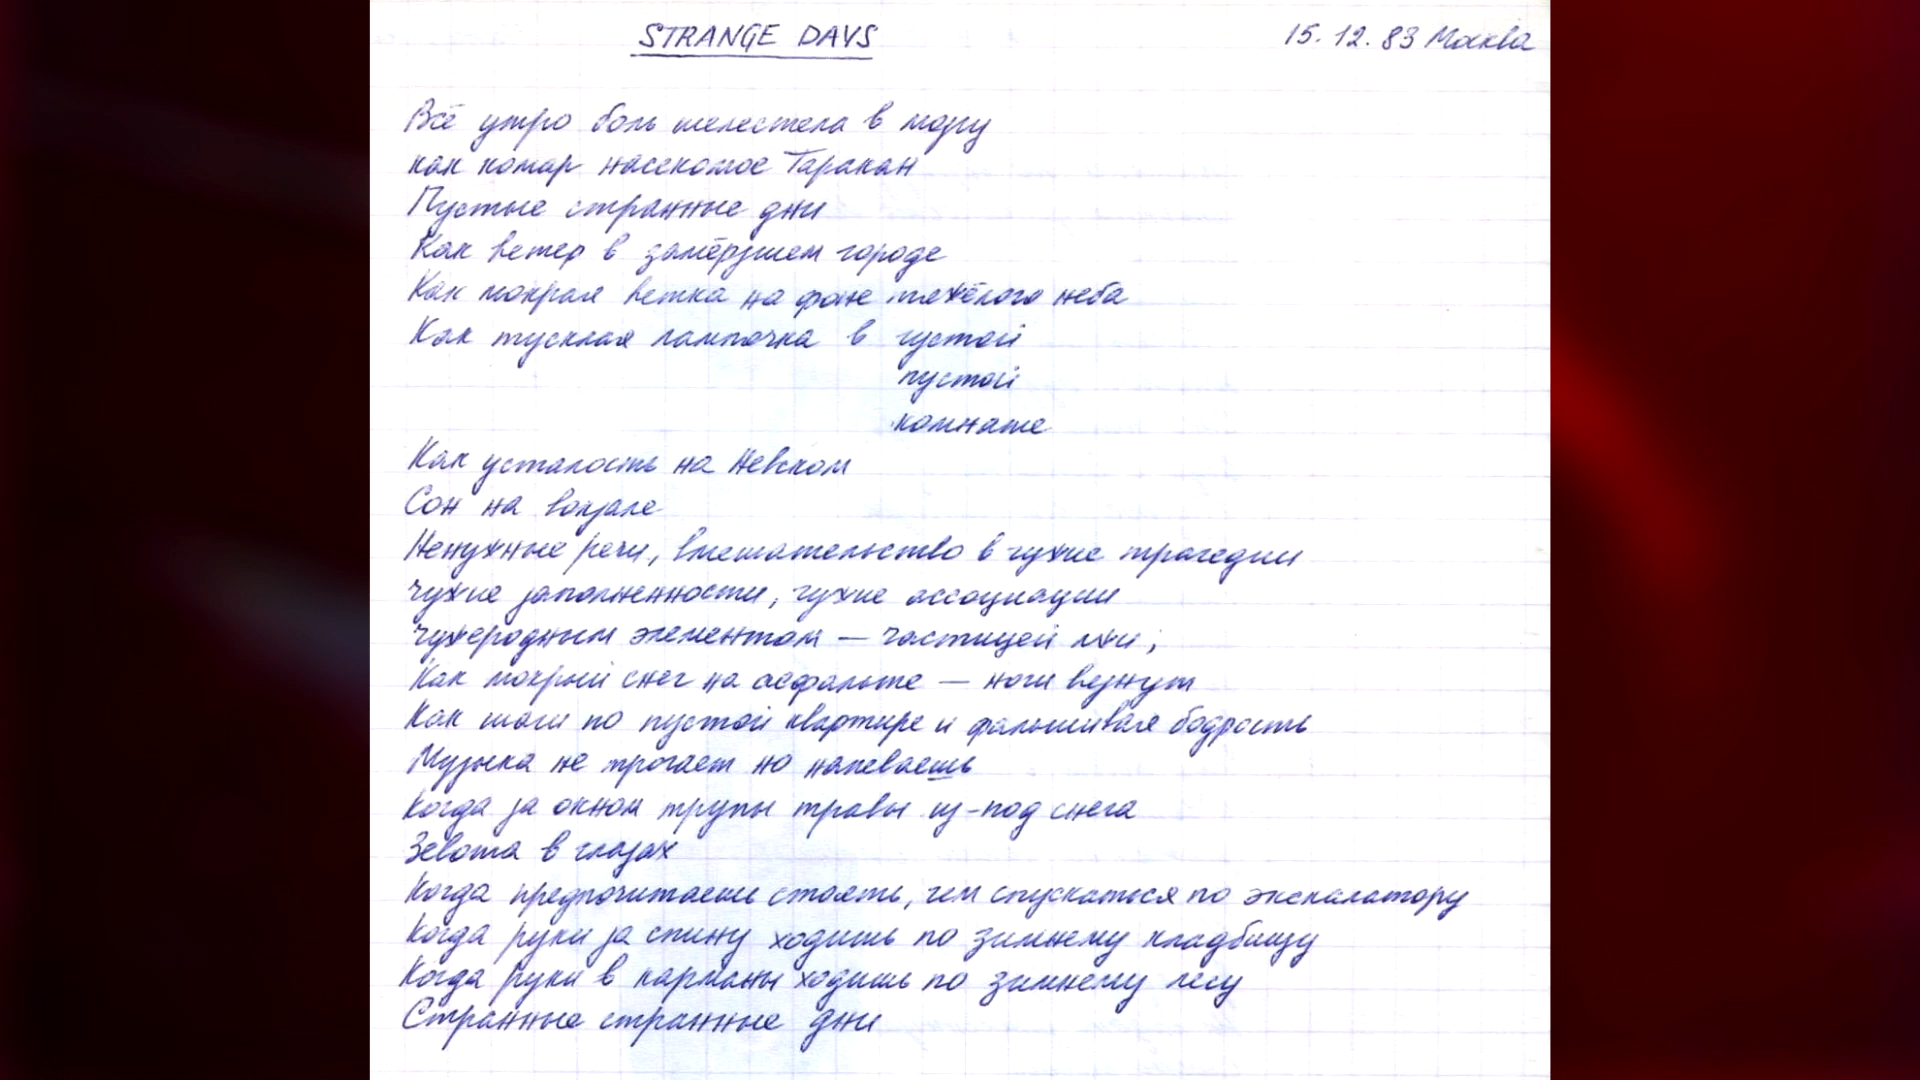 STRANGE DAYS 15.12.83 Москва
Всё утро боль шелестела в мозгу
как комар насекомое Таракан
Пустые странные дни
Как ветер в замёрзшем городе
Как мокрая ветка на фоне тяжёлого неба
Как тусклая лампочка в густой
пустой
комнате
Как усталость на Невском
Сон на вокзале
Ненужные речи, вмешательство в чужие трагедии
чужие заполненности, чужие ассоциации
чужеродным элементом — частицей лжи;
Как мокрый снег на асфальте — ноги вязнут
Как шаги по пустой квартире и фальшивая бодрость
Музыка не трогает но напеваешь
Когда за окном трупы травы из-под снега
Зевота в глазах
Когда предпочитаешь стоять, чем спускаться по экскалатору
Когда руки за спину ходишь по зимнему кладбищу
Когда руки в карманы ходишь по зимнему лесу
Странные странные дни